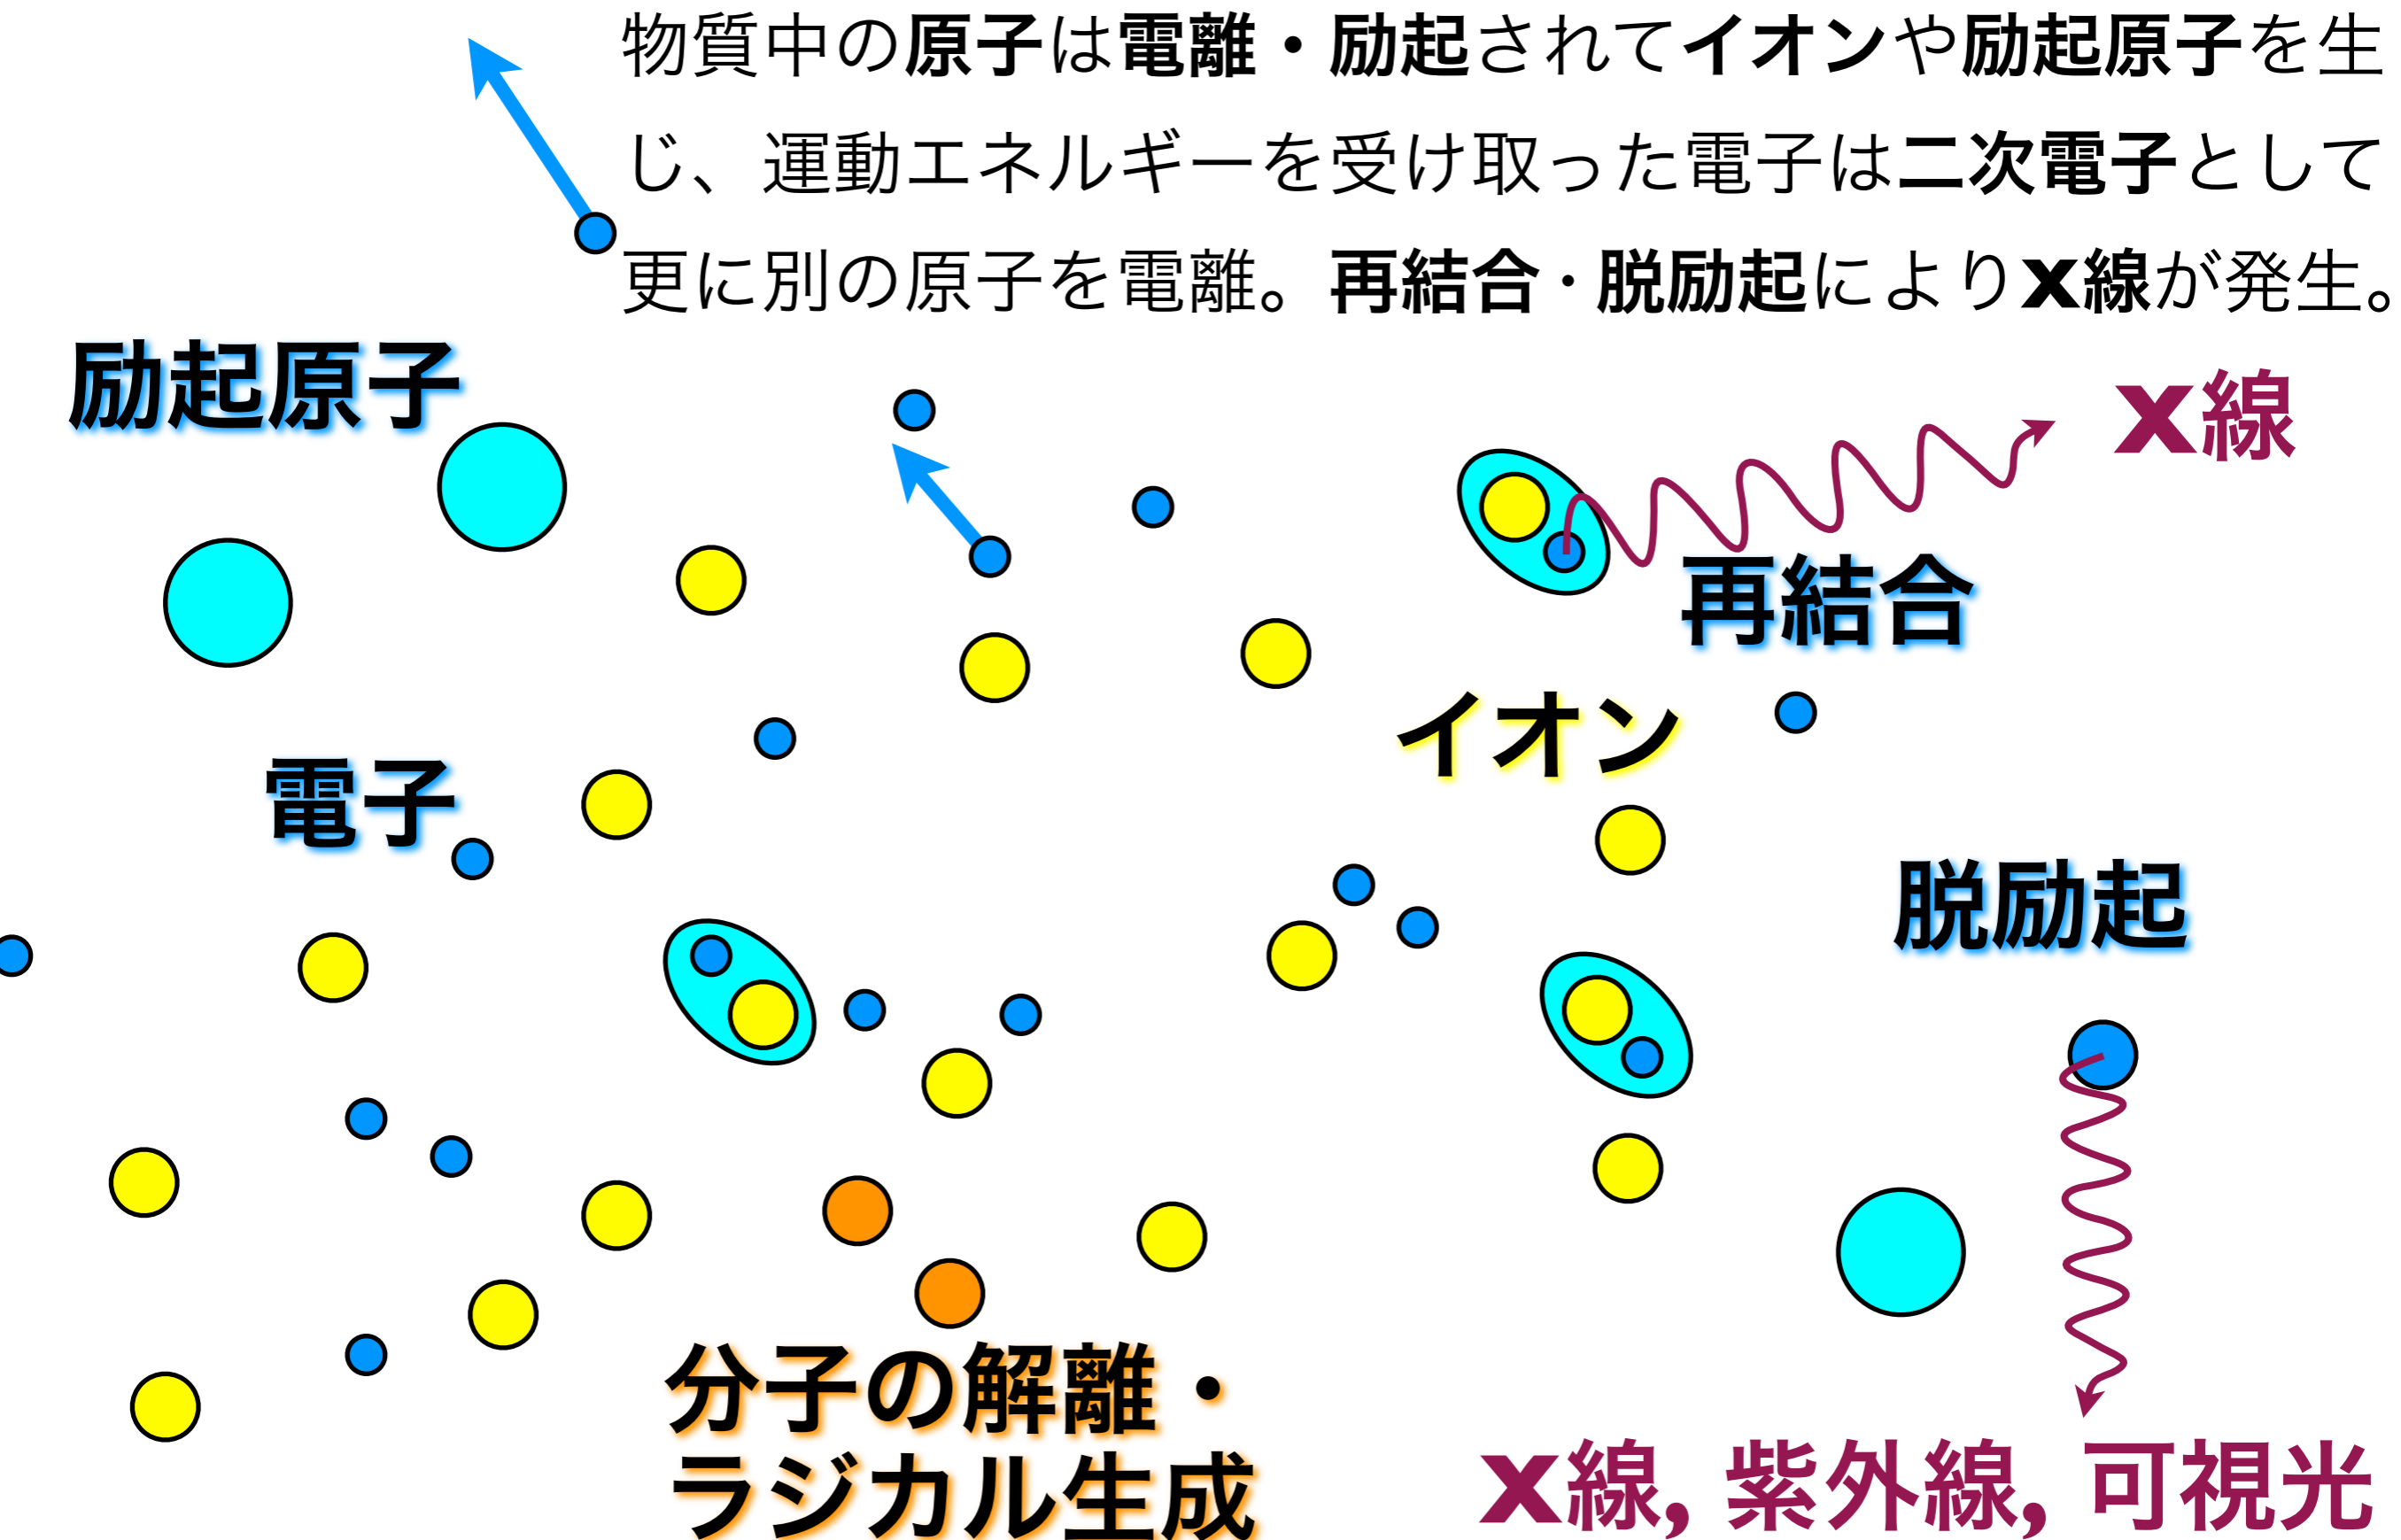 物質中の原子は電離・励起されてイオンや励起原子を生
じ、運動エネルギーを受け取った電子は二次電子として
更に別の原子を電離。再結合・脱励起によりX線が発生。
励起原子
X線
再結合
イオン
電子
脱励起
分子の解離・
ラジカル生成
X線, 紫外線, 可視光